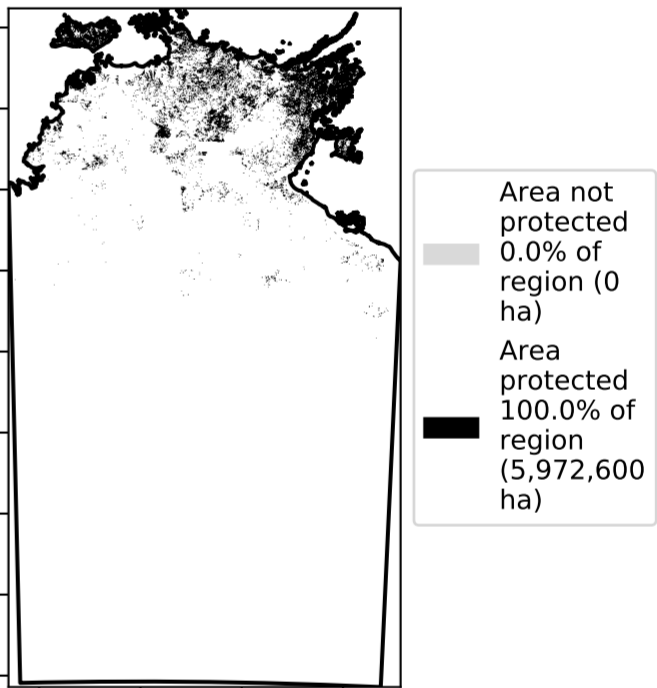 Area not
protected
0.0% of
region (0
ha)
Area
protected
100.0% of
region
(5,972,600
ha)